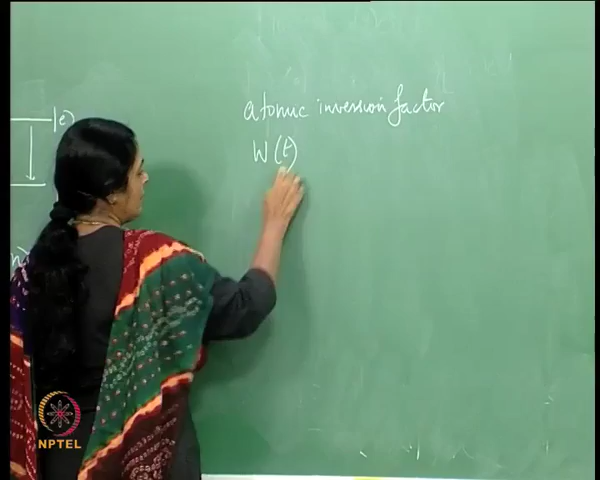 atomic inversion factor
W(t)
|e⟩
NPTEL